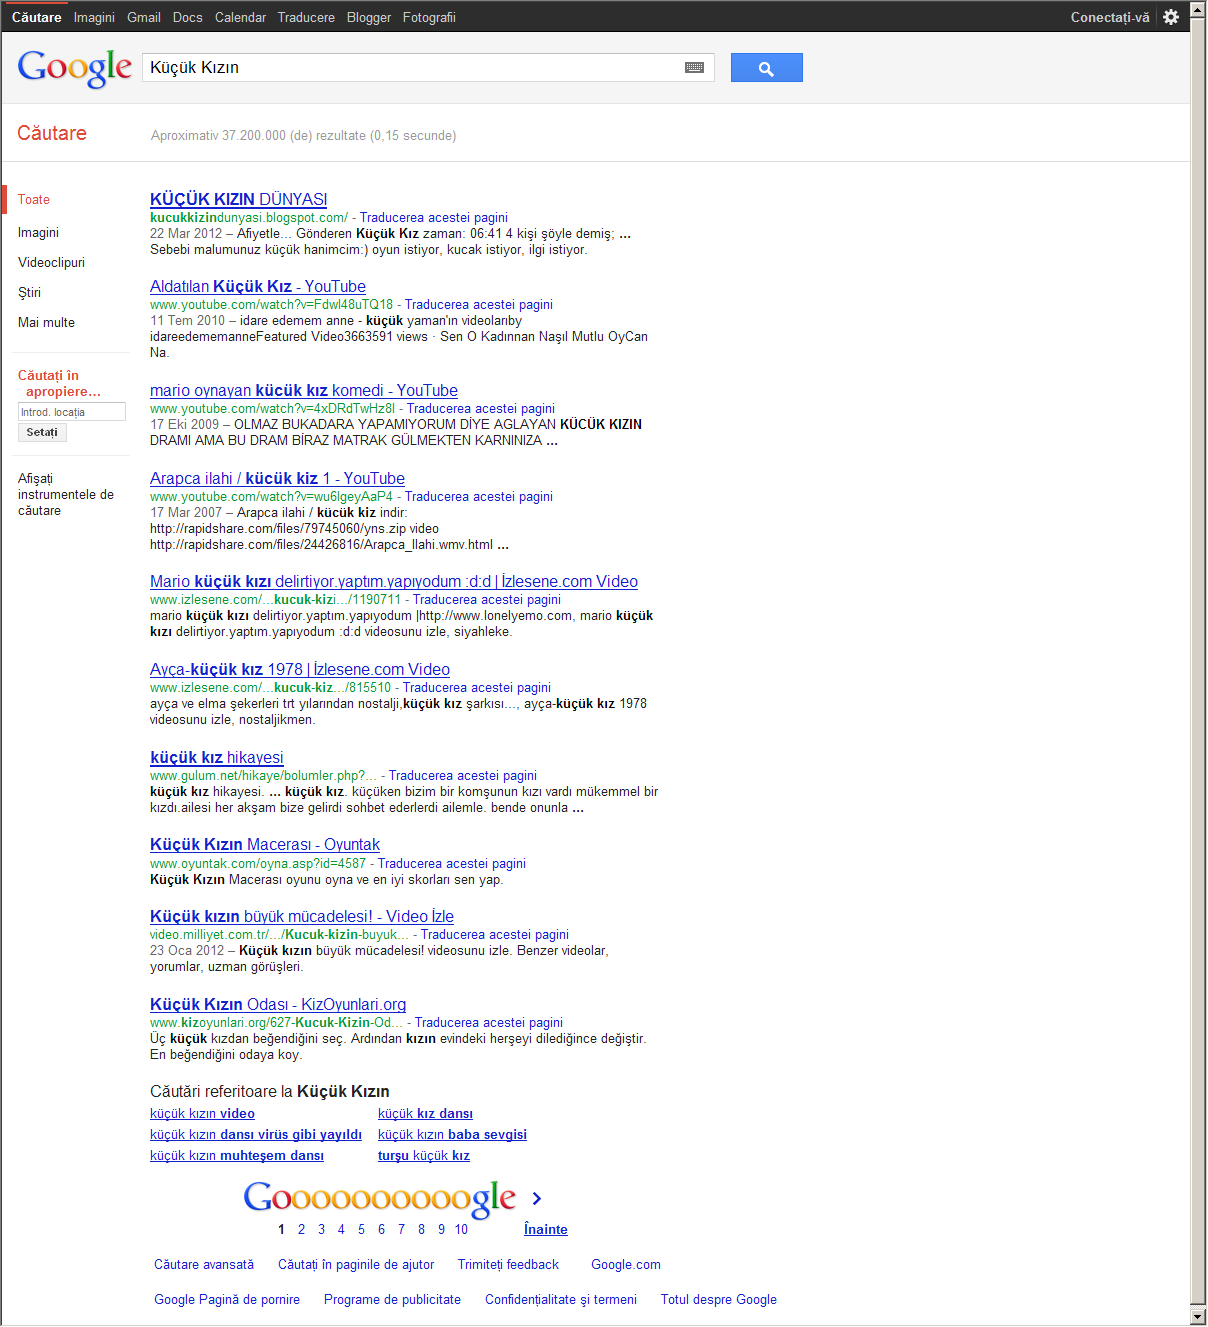 Căutare Imagini Gmail Docs Calendar Traducere Blogger Fotografii Conectați-vă
Google Küçük Kızın
Căutare Aproximativ 37.200.000 (de) rezultate (0,15 secunde)
Toate
Imagini
Videoclipuri
Știri
Mai multe
Căutați în
apropiere...
Introd. locația
Setați
Afișați
instrumentele de
căutare
KÜÇÜK KIZIN DÜNYASI
kucukkizindunyasi.blogspot.com/ - Traducerea acestei pagini
22 Mar 2012 – Afiyetle... Gönderen Küçük Kız zaman: 06:41 4 kişi şöyle demiş; ...
Sebebi malumunuz küçük hanimcim:) oyun istiyor, kucak istiyor, ilgi istiyor.
Aldatılan Küçük Kız - YouTube
www.youtube.com/watch?v=Fdwl48uTQ18 - Traducerea acestei pagini
11 Tem 2010 – idare edemem anne - küçük yaman'ın videolarıby
idareedememanneFeatured Video3663591 views · Sen O Kadınnan Naşıl Mutlu OyCan
Na.
mario oynayan kücük kız komedi - YouTube
www.youtube.com/watch?v=4xDRdTwHz8I - Traducerea acestei pagini
17 Eki 2009 – OLMAZ BUKADARA YAPAMIYORUM DİYE AGLAYAN KÜCÜK KIZIN
DRAMI AMA BU DRAM BİRAZ MATRAK GÜLMEKTEN KARNINIZA ...
Arapca ilahi / kücük kiz 1 - YouTube
www.youtube.com/watch?v=wu6lgeyAaP4 - Traducerea acestei pagini
17 Mar 2007 – Arapca ilahi / kücük kiz indir:
http://rapidshare.com/files/79745060/yns.zip video
http://rapidshare.com/files/24426816/Arapca_Ilahi.wmv.html ...
Mario küçük kızı delirtiyor.yaptım.yapıyodum :d:d | İzlesene.com Video
www.izlesene.com/...kucuk-kizi.../1190711 - Traducerea acestei pagini
mario küçük kızı delirtiyor.yaptım.yapıyodum |http://www.lonelyemo.com, mario küçük
kızı delirtiyor.yaptım.yapıyodum :d:d videosunu izle, siyahleke.
Ayça-küçük kız 1978 | İzlesene.com Video
www.izlesene.com/...kucuk-kiz.../815510 - Traducerea acestei pagini
ayça ve elma şekerleri trt yılarından nostalji,küçük kız şarkısı..., ayça-küçük kız 1978
videosunu izle, nostaljikmen.
küçük kız hikayesi
www.gulum.net/hikaye/bolumler.php?... - Traducerea acestei pagini
küçük kız hikayesi. ... küçük kız. küçüken bizim bir komşunun kızı vardı mükemmel bir
kızdı.ailesi her akşam bize gelirdi sohbet ederlerdi ailemle. bende onunla ...
Küçük Kızın Macerası - Oyuntak
www.oyuntak.com/oyna.asp?id=4587 - Traducerea acestei pagini
Küçük Kızın Macerası oyunu oyna ve en iyi skorları sen yap.
Küçük kızın büyük mücadelesi! - Video İzle
video.milliyet.com.tr/.../Kucuk-kizin-buyuk... - Traducerea acestei pagini
23 Oca 2012 – Küçük kızın büyük mücadelesi! videosunu izle. Benzer videolar,
yorumlar, uzman görüşleri.
Küçük Kızın Odası - KizOyunlari.org
www.kizoyunlari.org/627-Kucuk-Kizin-Od... - Traducerea acestei pagini
Üç küçük kızdan beğendiğini seç. Ardından kızın evindeki herşeyi dilediğince değiştir.
En beğendiğini odaya koy.
Căutări referitoare la Küçük Kızın
küçük kızın video küçük kız dansı
küçük kızın dansı virüs gibi yayıldı küçük kızın baba sevgisi
küçük kızın muhteşem dansı turşu küçük kız
Goooooooooogle
1 2 3 4 5 6 7 8 9 10 Înainte
Căutare avansată Căutați în paginile de ajutor Trimiteți feedback Google.com
Google Pagină de pornire Programe de publicitate Confidențialitate și termeni Totul despre Google